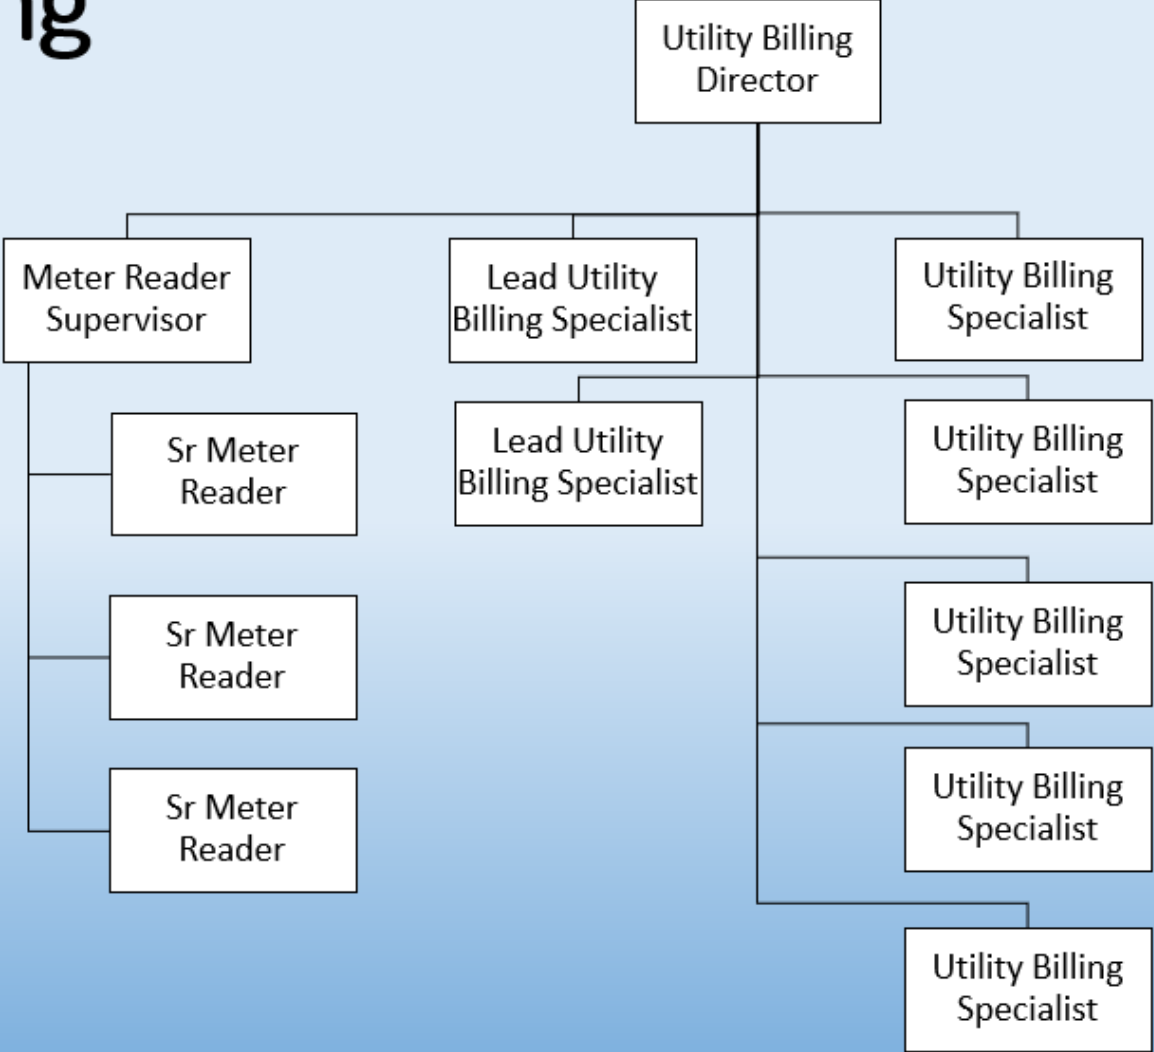 ng
Utility Billing
Director
Meter Reader
Supervisor
Lead Utility
Billing Specialist
Utility Billing
Specialist
Sr Meter
Reader
Lead Utility
Billing Specialist
Utility Billing
Specialist
Sr Meter
Reader
Utility Billing
Specialist
Sr Meter
Reader
Utility Billing
Specialist
Utility Billing
Specialist